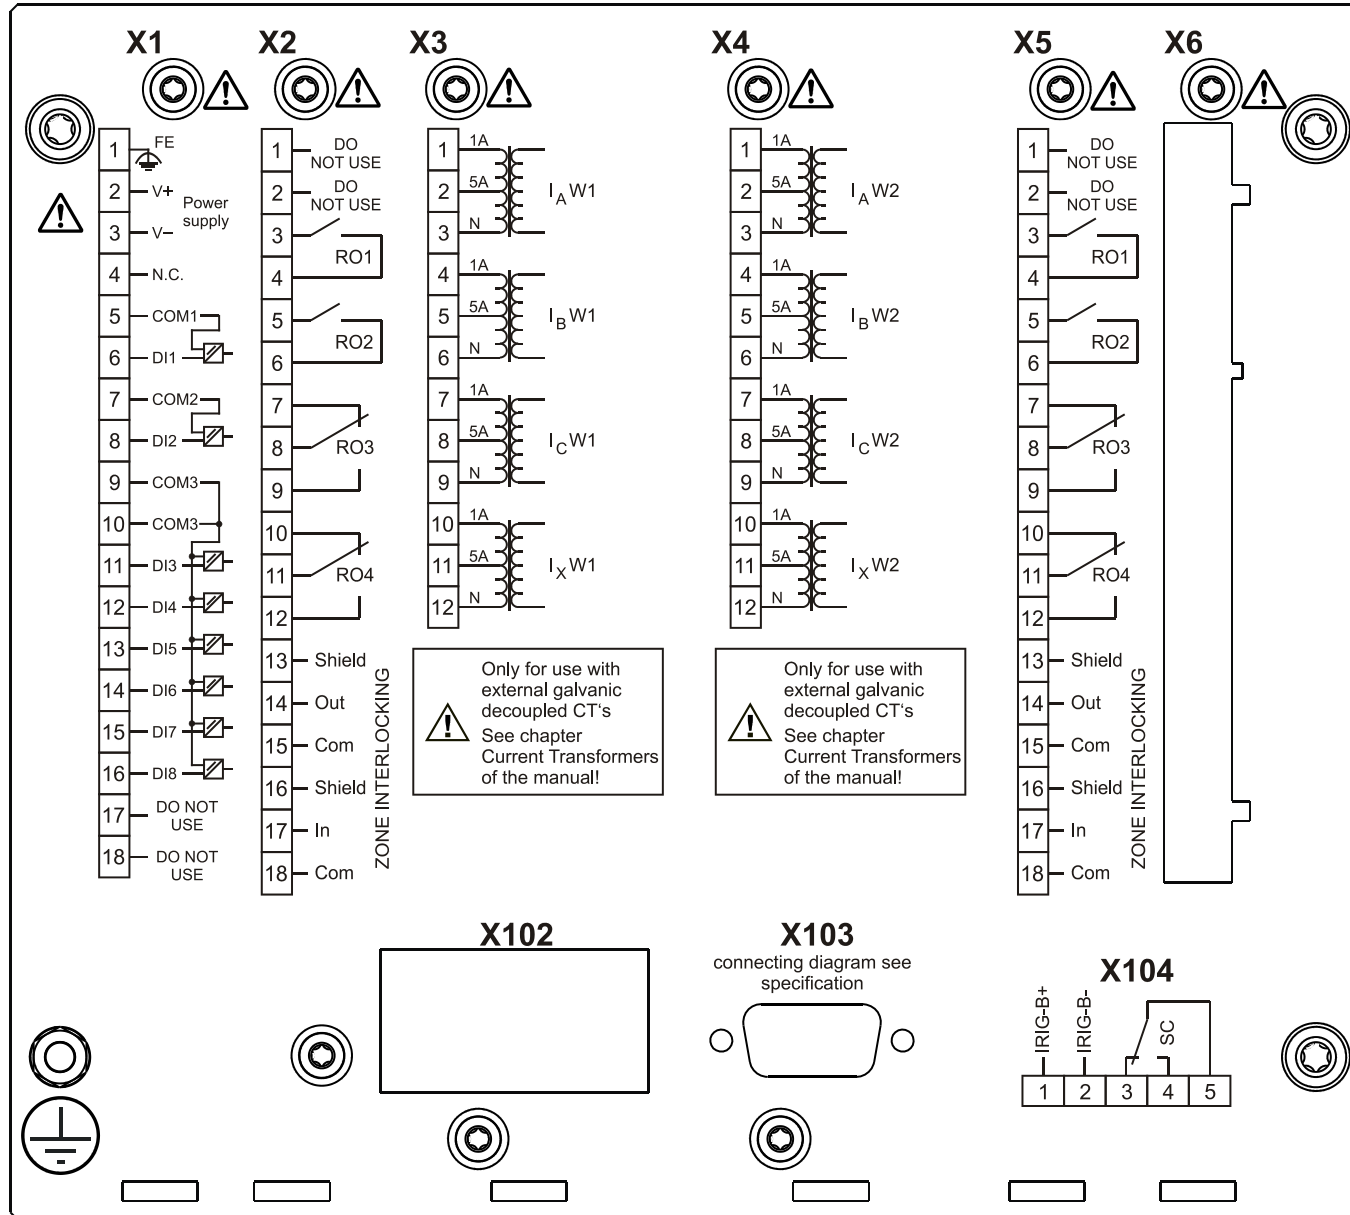 X1
X2
X3
X4
X5
X6
1 FE
2 V+
Power
supply
3 V–
4 N.C.
5 COM1
6 DI1
7 COM2
8 DI2
9 COM3
10 COM3
11 DI3
12 DI4
13 DI5
14 DI6
15 DI7
16 DI8
17 DO NOT
USE
18 DO NOT
USE
1 DO
NOT USE
2 DO
NOT USE
3
RO1
4
5
RO2
6
7
8 RO3
9
10
11 RO4
12
13 Shield
14 Out
15 Com
16 Shield
17 In
18 Com
ZONE INTERLOCKING
1 1A
2 5A IA W1
3 N
4 1A
5 5A IB W1
6 N
7 1A
8 5A IC W1
9 N
10 1A
11 5A IX W1
12 N
Only for use with
external galvanic
decoupled CT‘s
See chapter
Current Transformers
of the manual!
1 1A
2 5A IA W2
3 N
4 1A
5 5A IB W2
6 N
7 1A
8 5A IC W2
9 N
10 1A
11 5A IX W2
12 N
Only for use with
external galvanic
decoupled CT‘s
See chapter
Current Transformers
of the manual!
1 DO
NOT USE
2 DO
NOT USE
3
RO1
4
5
RO2
6
7
8 RO3
9
10
11 RO4
12
13 Shield
14 Out
15 Com
16 Shield
17 In
18 Com
ZONE INTERLOCKING
X102
X103
connecting diagram see
specification
X104
IRIG-B+
IRIG-B-
SC
1 2 3 4 5